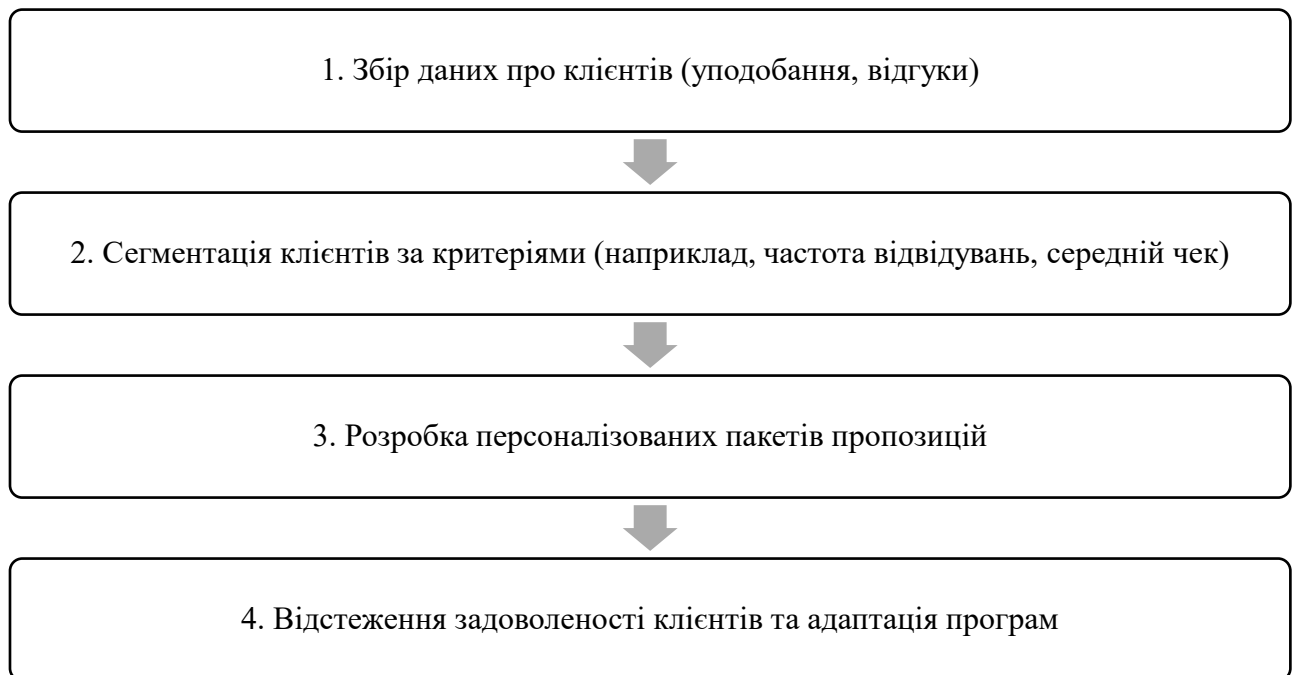 1. Збір даних про клієнтів (уподобання, відгуки)
2. Сегментація клієнтів за критеріями (наприклад, частота відвідувань, середній чек)
3. Розробка персоналізованих пакетів пропозицій
4. Відстеження задоволеності клієнтів та адаптація програм